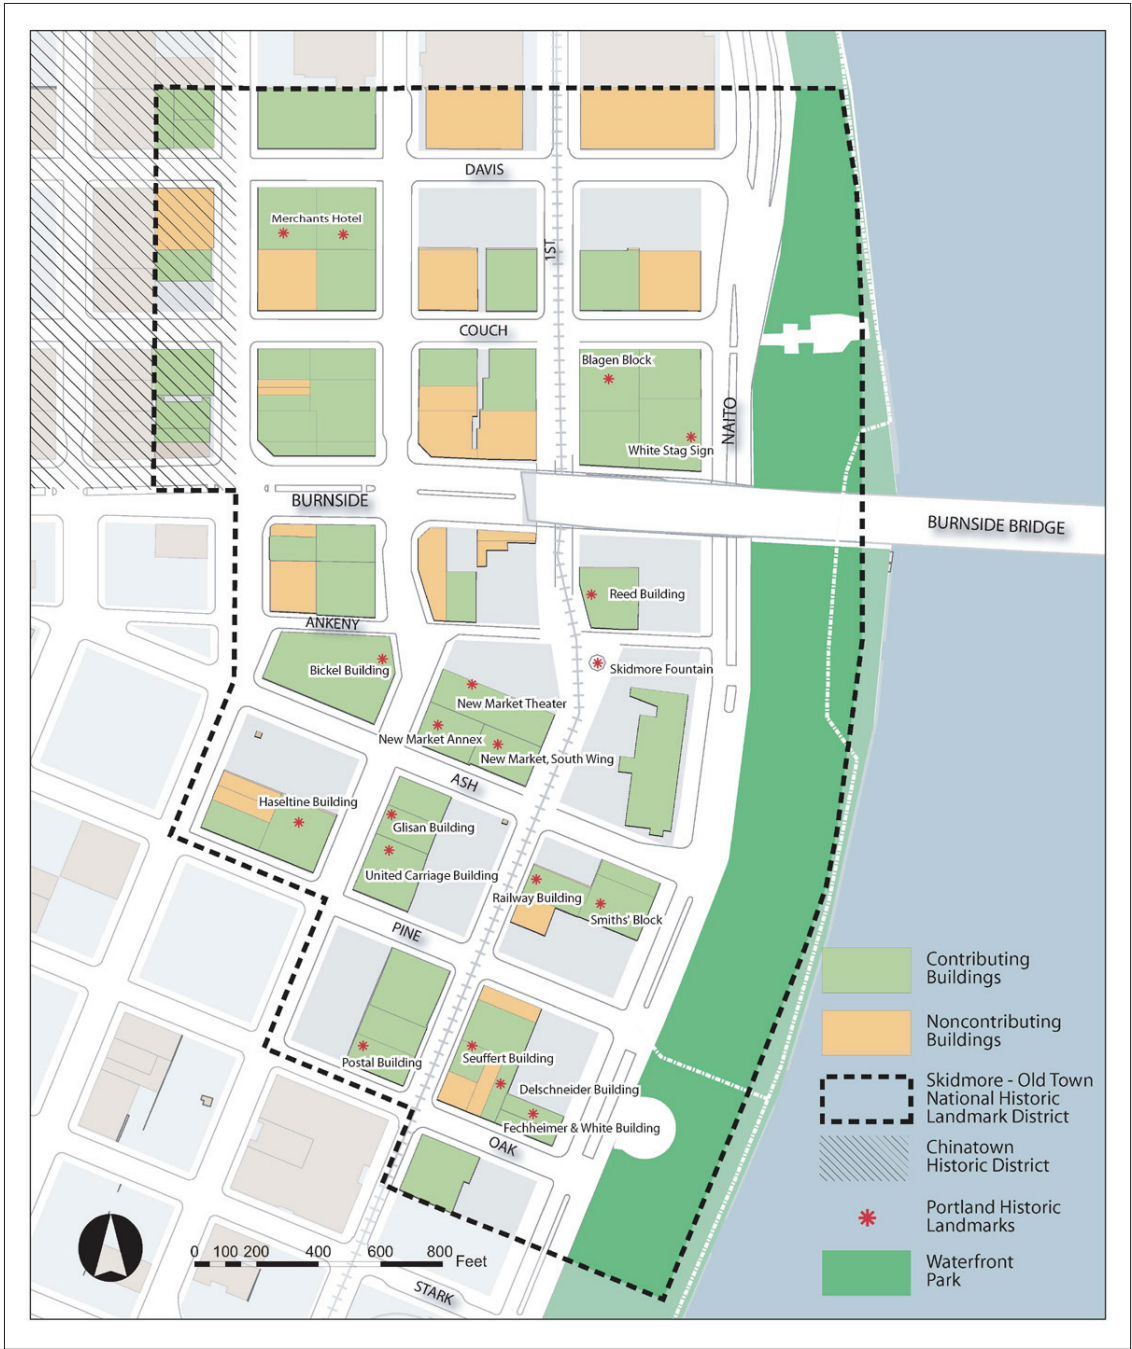 DAVIS
Merchants Hotel
1ST
COUCH
Blagen Block
NAITO
White Stag Sign
BURNSIDE
BURNSIDE BRIDGE
Reed Building
ANKENY
Bickel Building
Skidmore Fountain
New Market Theater
New Market Annex
New Market, South Wing
ASH
Haseltine Building
Glisan Building
United Carriage Building
Railway Building
Smiths' Block
PINE
Postal Building
Seuffert Building
Delschneider Building
Fechheimer & White Building
OAK
STARK
0 100 200 400 600 800 Feet
Contributing
Buildings
Noncontributing
Buildings
Skidmore - Old Town
National Historic
Landmark District
Chinatown
Historic District
Portland Historic
Landmarks
Waterfront
Park